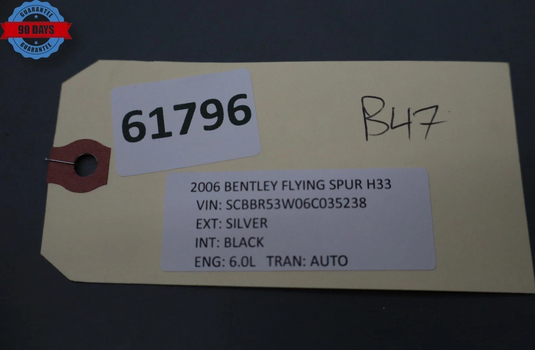 GUARANTEE
90 DAYS
GUARANTEE
61796
B47
2006 BENTLEY FLYING SPUR H33
VIN: SCBBR53W06C035238
EXT: SILVER
INT: BLACK
ENG: 6.0L TRAN: AUTO